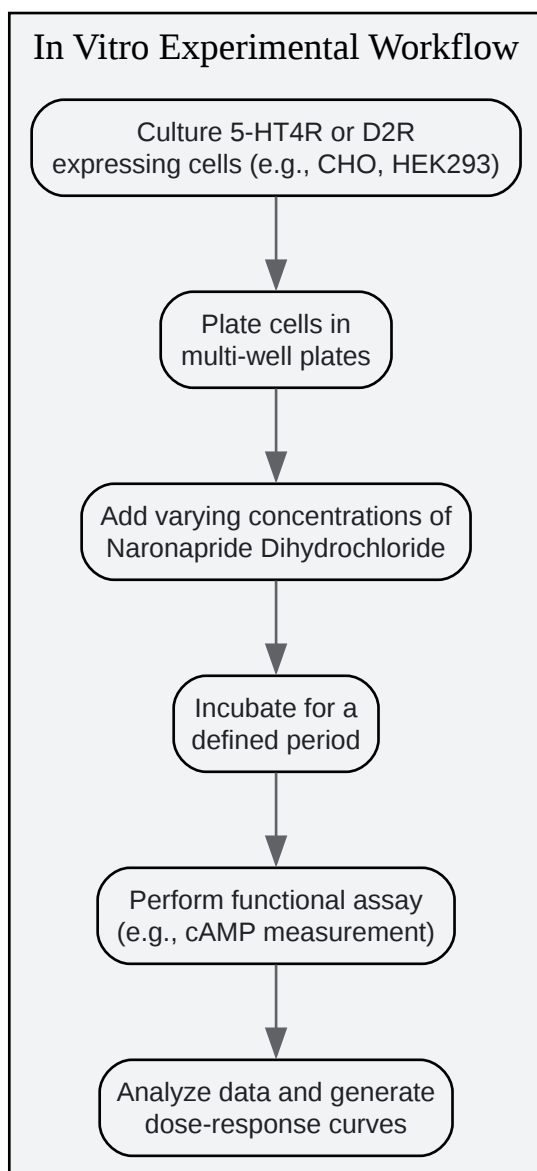 In Vitro Experimental Workflow
Culture 5-HT4R or D2R
expressing cells (e.g., CHO, HEK293)
Plate cells in
multi-well plates
Add varying concentrations of
Naronapride Dihydrochloride
Incubate for a
defined period
Perform functional assay
(e.g., cAMP measurement)
Analyze data and generate
dose-response curves